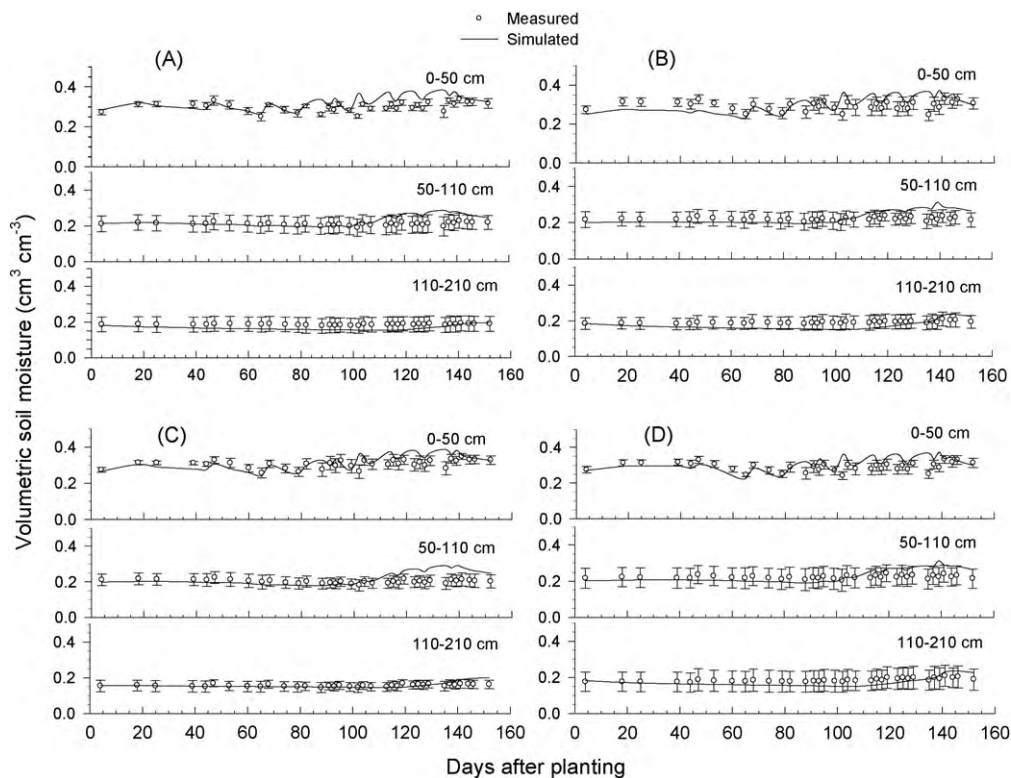 Measured
Simulated
(A)
0-50 cm
0.4
0.2
0.0
50-110 cm
0.4
0.2
0.0
110-210 cm
0.4
0.2
0.0
0 20 40 60 80 100 120 140 160
(B)
0-50 cm
0.4
0.2
0.0
50-110 cm
0.4
0.2
0.0
110-210 cm
0.4
0.2
0.0
0 20 40 60 80 100 120 140 160
Volumetric soil moisture (cm³ cm⁻³)
(C)
0-50 cm
0.4
0.2
0.0
50-110 cm
0.4
0.2
0.0
110-210 cm
0.4
0.2
0.0
0 20 40 60 80 100 120 140 160
(D)
0-50 cm
0.4
0.2
0.0
50-110 cm
0.4
0.2
0.0
110-210 cm
0.4
0.2
0.0
0 20 40 60 80 100 120 140 160
Days after planting